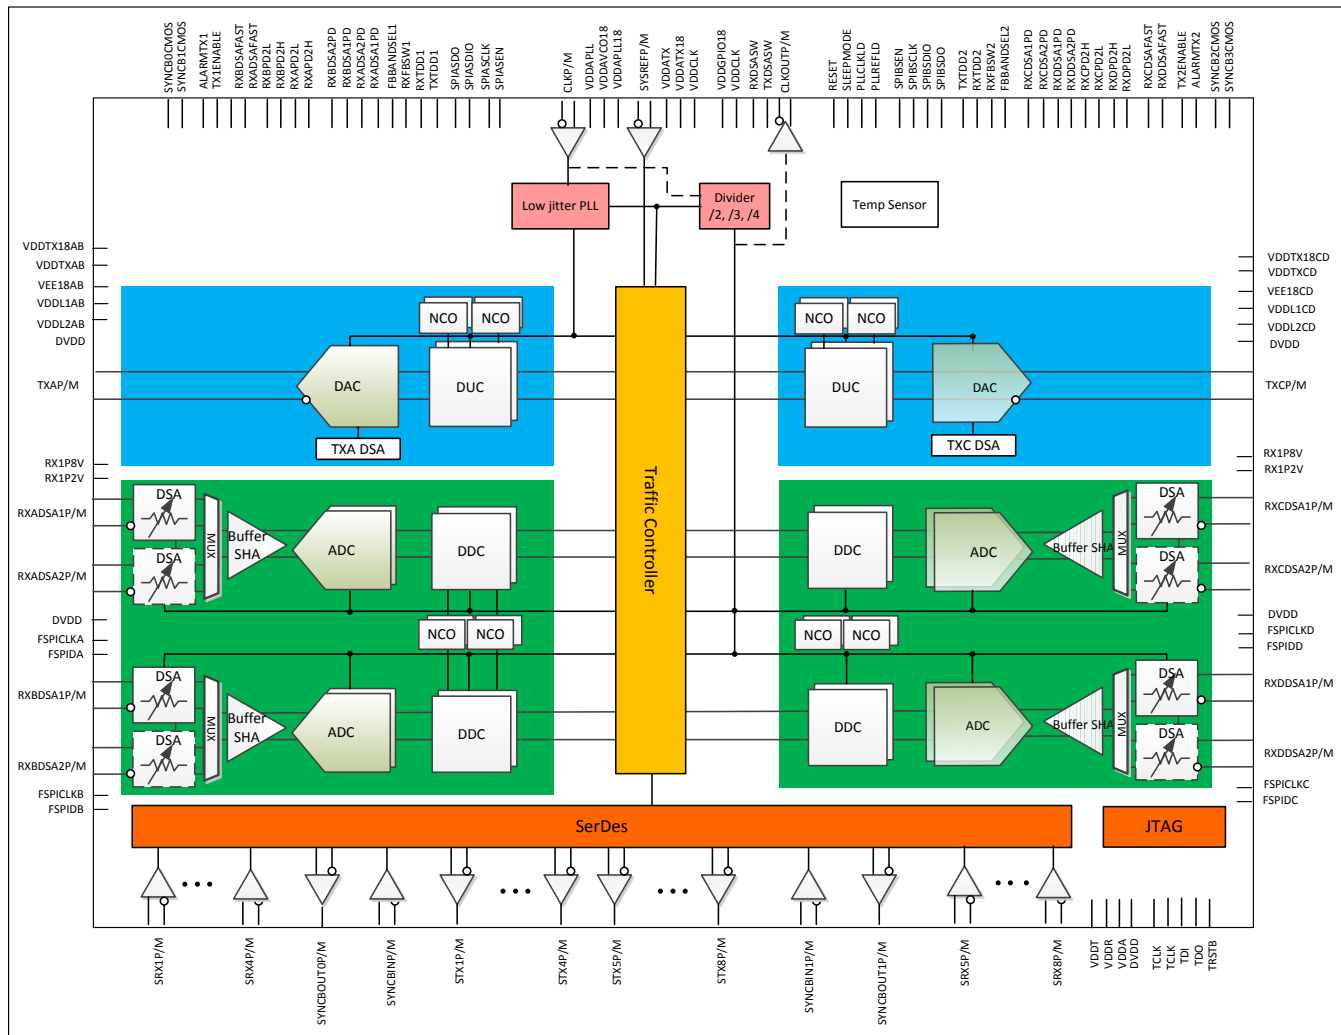 SYNCB0CMOS
SYNCB1CMOS
ALARMTX1
TX1ENABLE
RXBDSAFAST
RXADSAFAST
RXBPD2L
RXBPD2H
RXAPD2L
RXAPD2H
RXBDSA2PD
RXBDSA1PD
RXADSA2PD
RXADSA1PD
FBBANDSEL1
RXFBSW1
RXTDD1
TXTDD1
SPIASDO
SPIASDIO
SPIASCLK
SPIASEN
CLKP/M
VDDAPLL
VDDAVCO18
VDDAPLL18
SYSREFP/M
VDDATX
VDDATX18
VDDCLK
VDDGPIO18
VDDCLK
RXDSASW
TXDSASW
CLKOUTP/M
RESET
SLEEPMODE
PLLCLKLD
PLLREFLD
SPIBSEN
SPIBSCLK
SPIBSDIO
SPIBSDO
TXTDD2
RXTDD2
RXFBSW2
FBBANDSEL2
RXCDSA1PD
RXCDSA2PD
RXDDSA1PD
RXDDSA2PD
RXCPD2H
RXCPD2L
RXDPD2H
RXDPD2L
RXCDSAFAST
RXDDSAFAST
TX2ENABLE
ALARMTX2
SYNCB2CMOS
SYNCB3CMOS
Low jitter PLL
Divider
/2, /3, /4
Temp Sensor
VDDTX18AB
VDDTXAB
VEE18AB
VDDL1AB
VDDL2AB
DVDD
TXAP/M
RX1P8V
RX1P2V
RXADSA1P/M
RXADSA2P/M
DVDD
FSPICLKA
FSPIDA
RXBDSA1P/M
RXBDSA2P/M
FSPICLKB
FSPIDB
NCO
NCO
DAC
DUC
TXA DSA
NCO
NCO
DUC
DAC
TXC DSA
Traffic Controller
DSA
DSA
MUX
Buffer
SHA
ADC
DDC
NCO
NCO
DSA
DSA
MUX
Buffer
SHA
ADC
DDC
DDC
ADC
Buffer SHA
MUX
DSA
DSA
NCO
NCO
DDC
ADC
Buffer SHA
MUX
DSA
DSA
VDDTX18CD
VDDTXCD
VEE18CD
VDDL1CD
VDDL2CD
DVDD
TXCP/M
RX1P8V
RX1P2V
RXCDSA1P/M
RXCDSA2P/M
DVDD
FSPICLKD
FSPIDD
RXDDSA1P/M
RXDDSA2P/M
FSPICLKC
FSPIDC
SerDes
JTAG
SRX1P/M
SRX4P/M
SYNCBOUT0P/M
SYNCBINP/M
STX1P/M
STX4P/M
STX5P/M
STX8P/M
SYNCBIN1P/M
SYNCBOUT1P/M
SRX5P/M
SRX8P/M
VDDT
VDDR
VDDA
DVDD
TCLK
TCLK
TDI
TDO
TRSTB